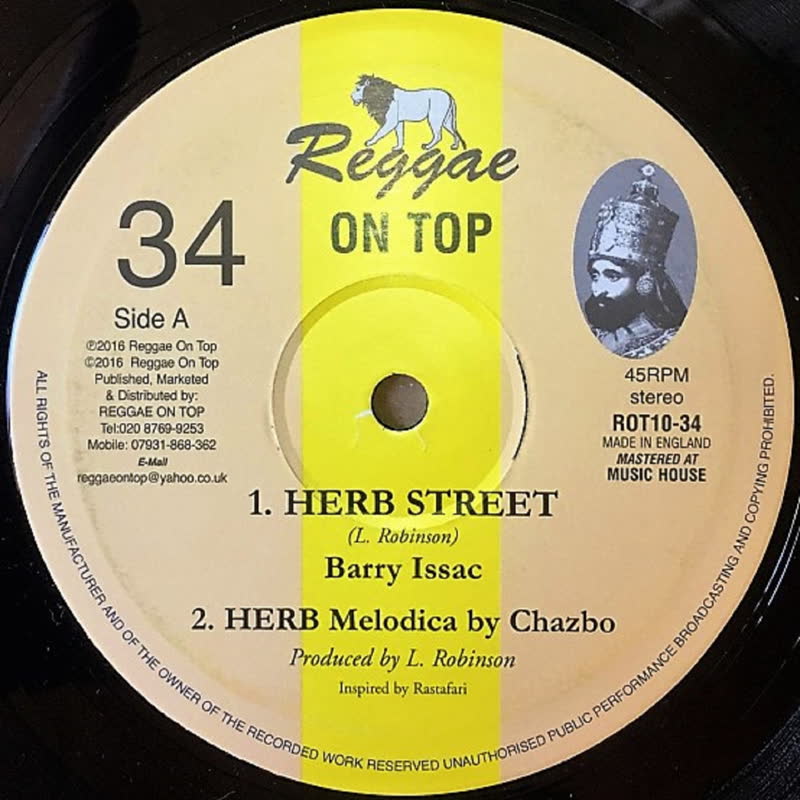 Reggae
ON TOP
34
Side A
℗2016 Reggae On Top
©2016 Reggae On Top
Published, Marketed
& Distributed by:
REGGAE ON TOP
Tel:020 8769-9253
Mobile: 07931-868-362
E-Mail
reggaeontop@yahoo.co.uk
45RPM
stereo
ROT10-34
MADE IN ENGLAND
MASTERED AT
MUSIC HOUSE
1. HERB STREET
(L. Robinson)
Barry Issac
2. HERB Melodica by Chazbo
Produced by L. Robinson
Inspired by Rastafari
ALL RIGHTS OF THE MANUFACTURER AND OF THE OWNER OF THE RECORDED WORK RESERVED UNAUTHORISED PUBLIC PERFORMANCE BROADCASTING AND COPYING PROHIBITED.